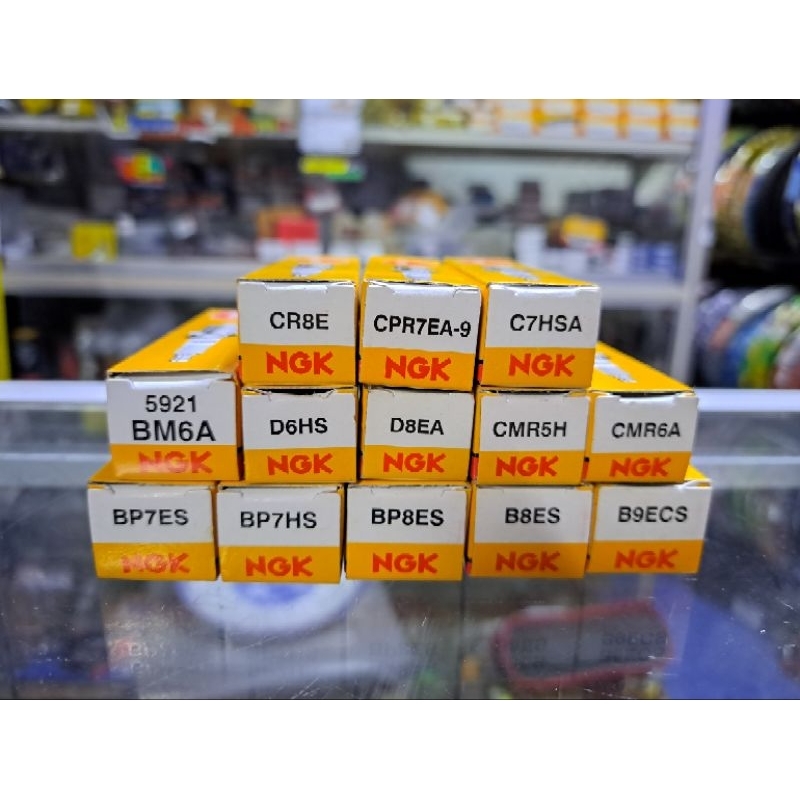 CR8E
NGK
CPR7EA-9
NGK
C7HSA
NGK
5921
BM6A
NGK
D6HS
NGK
D8EA
NGK
CMR5H
NGK
CMR6A
NGK
BP7ES
NGK
BP7HS
NGK
BP8ES
NGK
B8ES
NGK
B9ECS
NGK